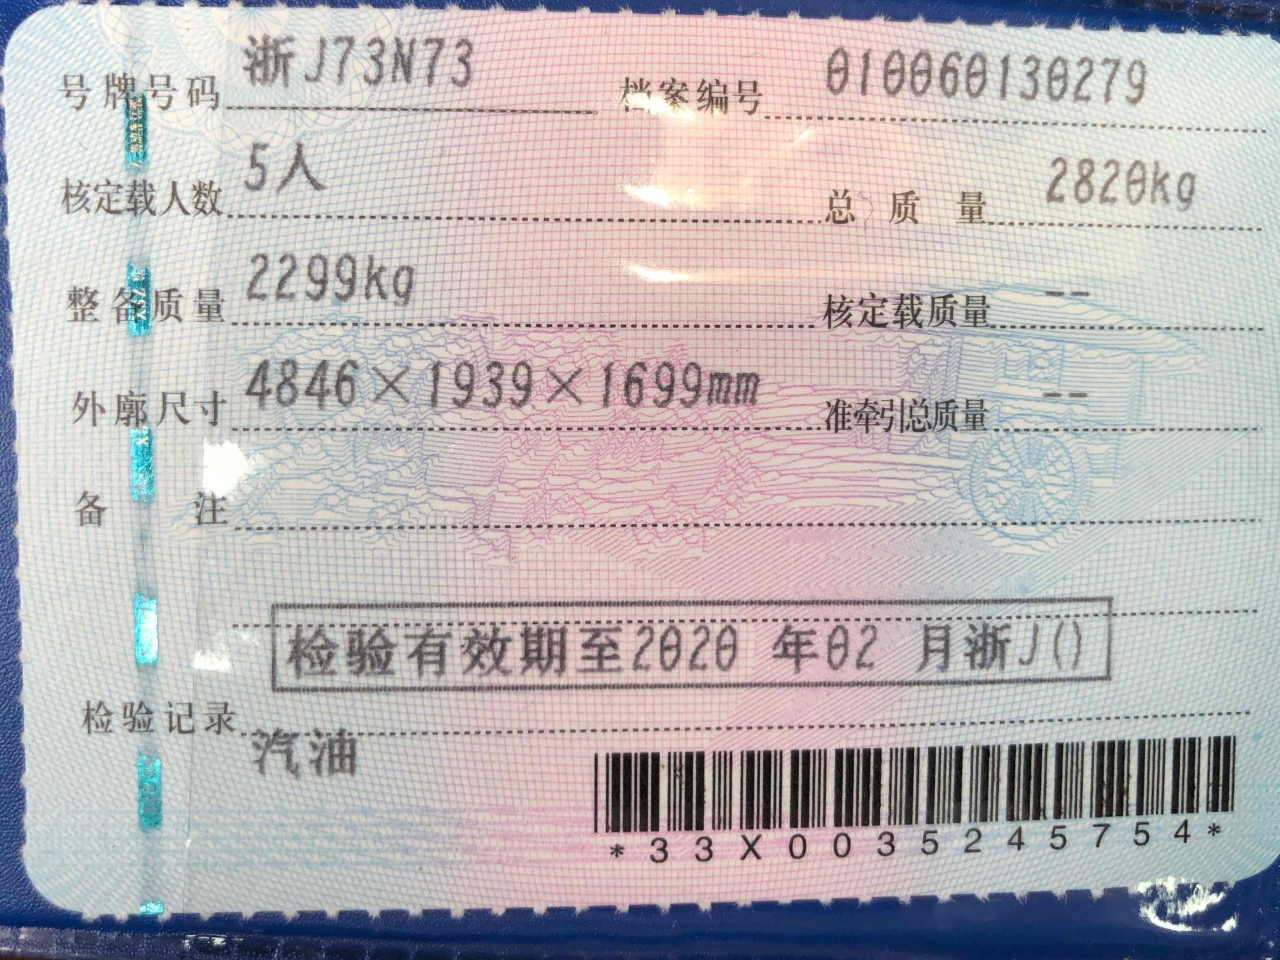 号牌号码 浙J73N73 档案编号 010060130279
核定载人数 5人 总质量 2820kg
整备质量 2299kg 核定载质量 --
外廓尺寸 4846×1939×1699mm 准牵引总质量 --
备注
检验有效期至2020 年02 月浙J()
检验记录
汽油
*33X0035245754*